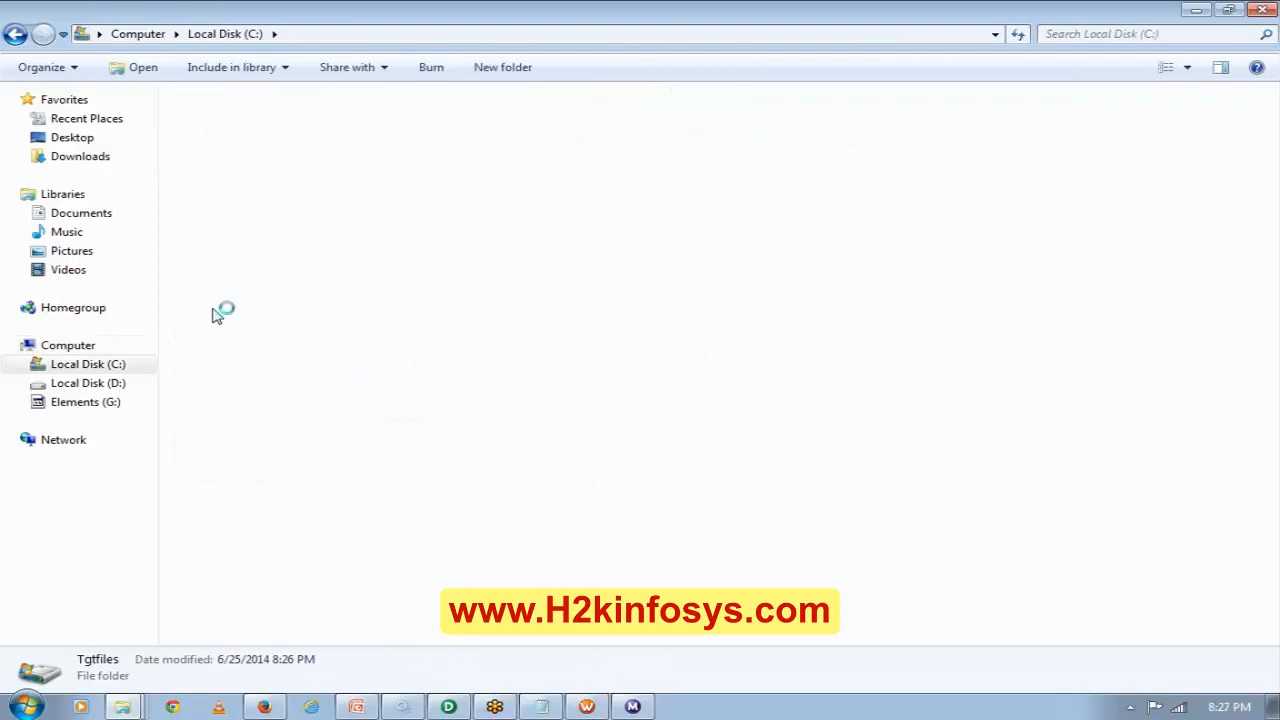 Computer Local Disk (C:) Search Local Disk (C:)
Organize Open Include in library Share with Burn New folder
Favorites
Recent Places
Desktop
Downloads
Libraries
Documents
Music
Pictures
Videos
Homegroup
Computer
Local Disk (C:)
Local Disk (D:)
Elements (G:)
Network
www.H2kinfosys.com
Tgtfiles Date modified: 6/25/2014 8:26 PM
File folder
8:27 PM